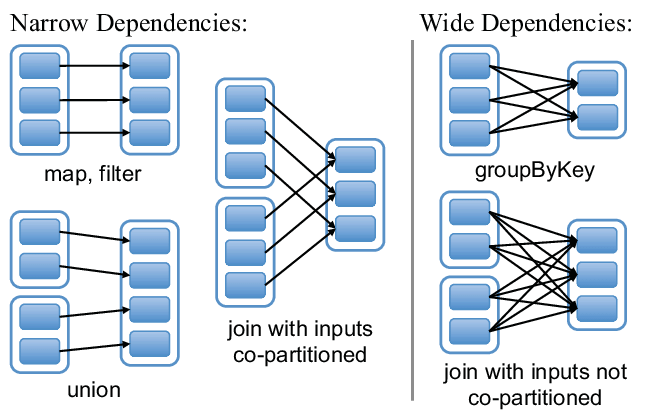 Narrow Dependencies:
map, filter
union
join with inputs
co-partitioned
Wide Dependencies:
groupByKey
join with inputs not
co-partitioned